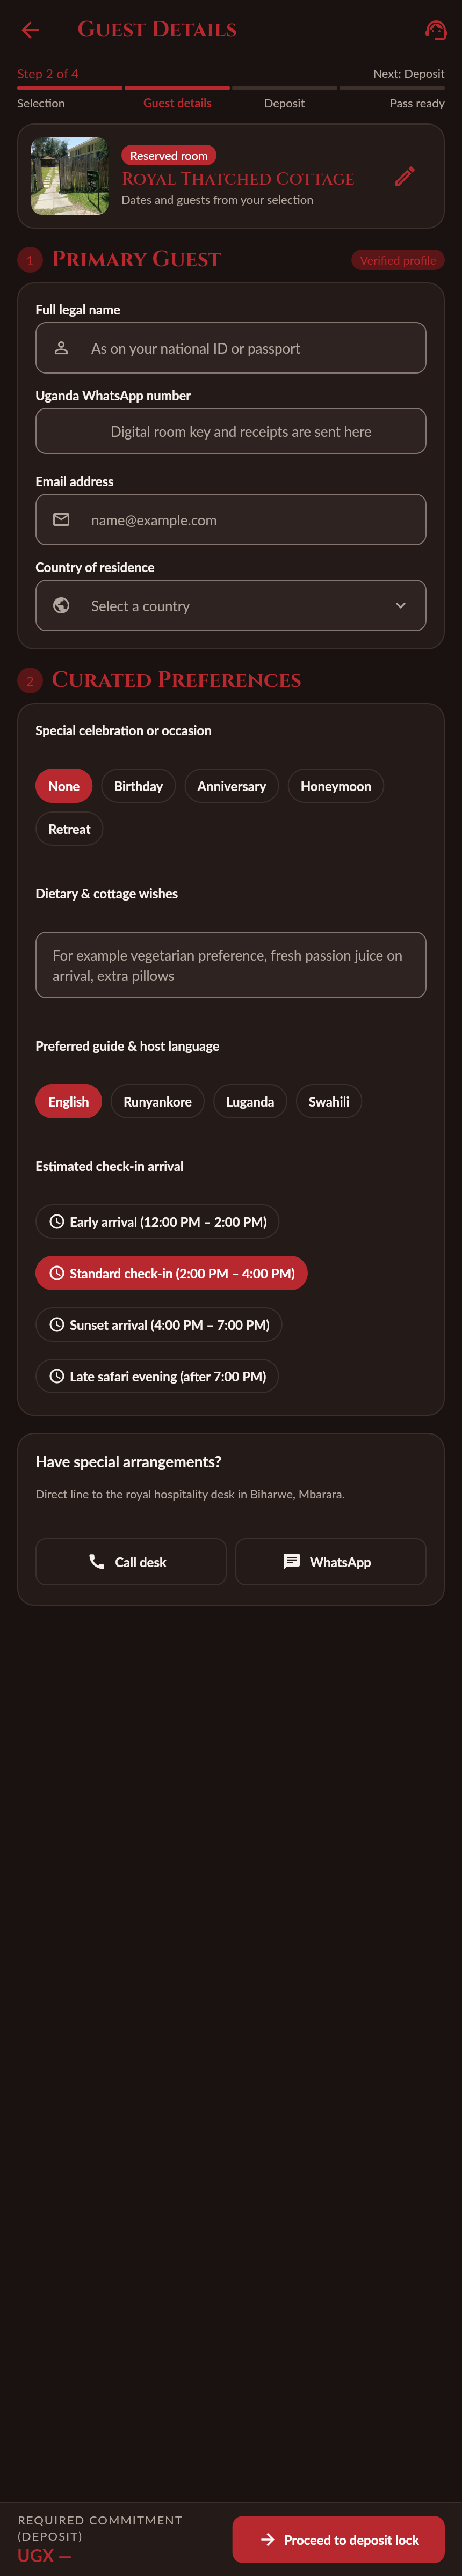 Guest Details
Step 2 of 4
Next: Deposit
Selection
Guest details
Deposit
Pass ready
Reserved room
Royal Thatched Cottage
Dates and guests from your selection
1
Primary Guest
Verified profile
Full legal name
As on your national ID or passport
Uganda WhatsApp number
Digital room key and receipts are sent here
Email address
name@example.com
Country of residence
Select a country
2
Curated Preferences
Special celebration or occasion
None
Birthday
Anniversary
Honeymoon
Retreat
Dietary & cottage wishes
For example vegetarian preference, fresh passion juice on
arrival, extra pillows
Preferred guide & host language
English
Runyankore
Luganda
Swahili
Estimated check-in arrival
Early arrival (12:00 PM – 2:00 PM)
Standard check-in (2:00 PM – 4:00 PM)
Sunset arrival (4:00 PM – 7:00 PM)
Late safari evening (after 7:00 PM)
Have special arrangements?
Direct line to the royal hospitality desk in Biharwe, Mbarara.
Call desk
WhatsApp
REQUIRED COMMITMENT
(DEPOSIT)
UGX —
Proceed to deposit lock